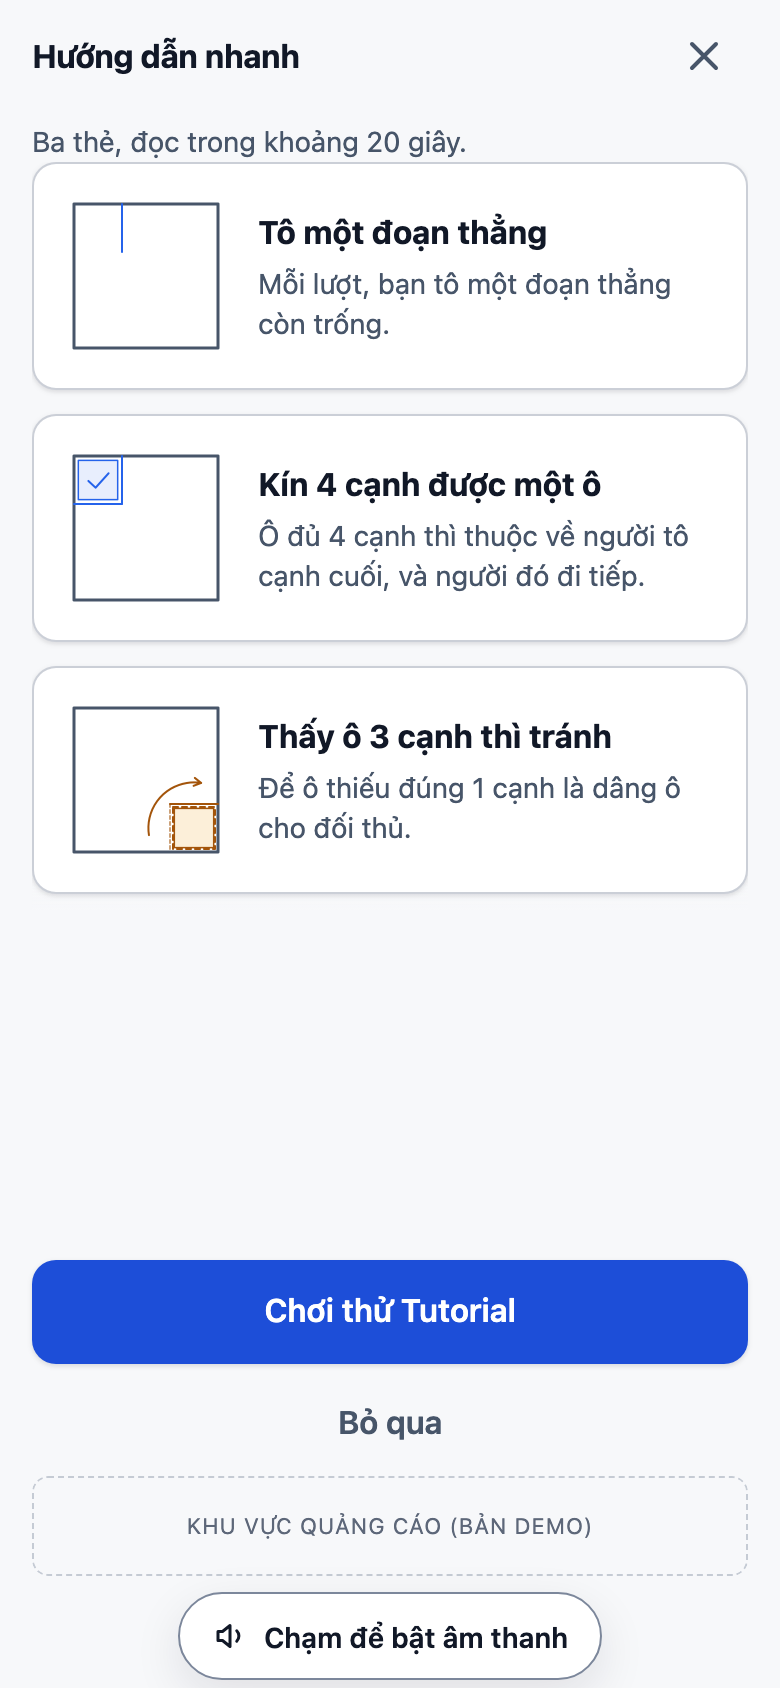 Hướng dẫn nhanh
Ba thẻ, đọc trong khoảng 20 giây.
Tô một đoạn thẳng
Mỗi lượt, bạn tô một đoạn thẳng
còn trống.
Kín 4 cạnh được một ô
Ô đủ 4 cạnh thì thuộc về người tô
cạnh cuối, và người đó đi tiếp.
Thấy ô 3 cạnh thì tránh
Để ô thiếu đúng 1 cạnh là dâng ô
cho đối thủ.
Chơi thử Tutorial
Bỏ qua
KHU VỰC QUẢNG CÁO (BẢN DEMO)
Chạm để bật âm thanh